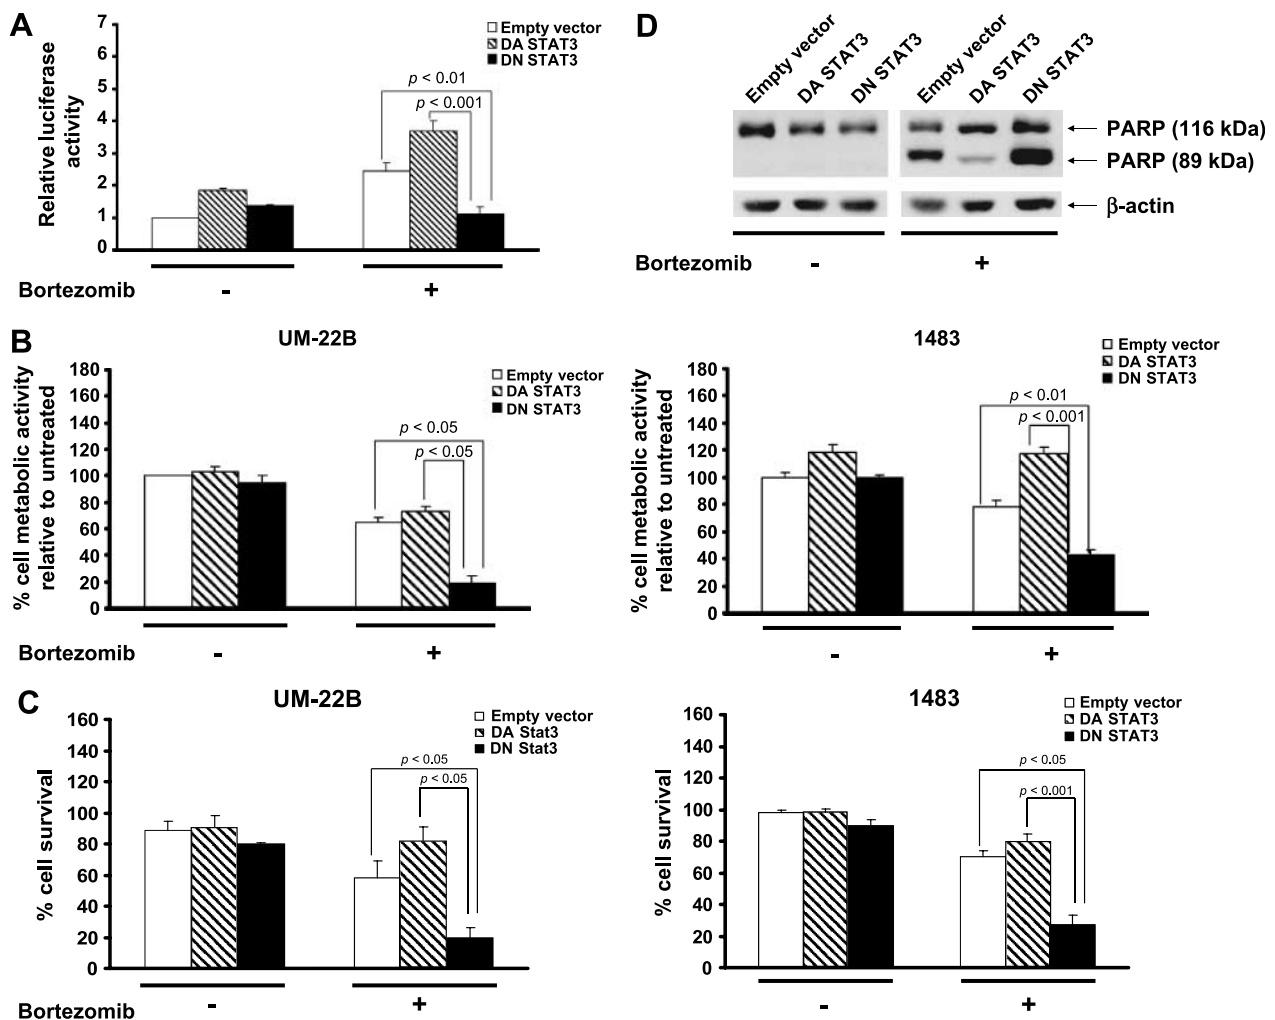 A
Relative luciferase
activity
7
6
5
4
3
2
1
0
Empty vector
DA STAT3
DN STAT3
p < 0.01
p < 0.001
Bortezomib
-
+
D
Empty vector
DA STAT3
DN STAT3
Empty vector
DA STAT3
DN STAT3
PARP (116 kDa)
PARP (89 kDa)
β-actin
Bortezomib
-
+
B
UM-22B
% cell metabolic activity
relative to untreated
180
160
140
120
100
80
60
40
20
0
Empty vector
DA STAT3
DN STAT3
p < 0.05
p < 0.05
Bortezomib
-
+
1483
% cell metabolic activity
relative to untreated
180
160
140
120
100
80
60
40
20
0
Empty vector
DA STAT3
DN STAT3
p < 0.01
p < 0.001
-
+
C
UM-22B
% cell survival
160
140
120
100
80
60
40
20
0
Empty vector
DA Stat3
DN Stat3
p < 0.05
p < 0.05
Bortezomib
-
+
1483
% cell survival
160
140
120
100
80
60
40
20
0
Empty vector
DA STAT3
DN STAT3
p < 0.05
p < 0.001
-
+